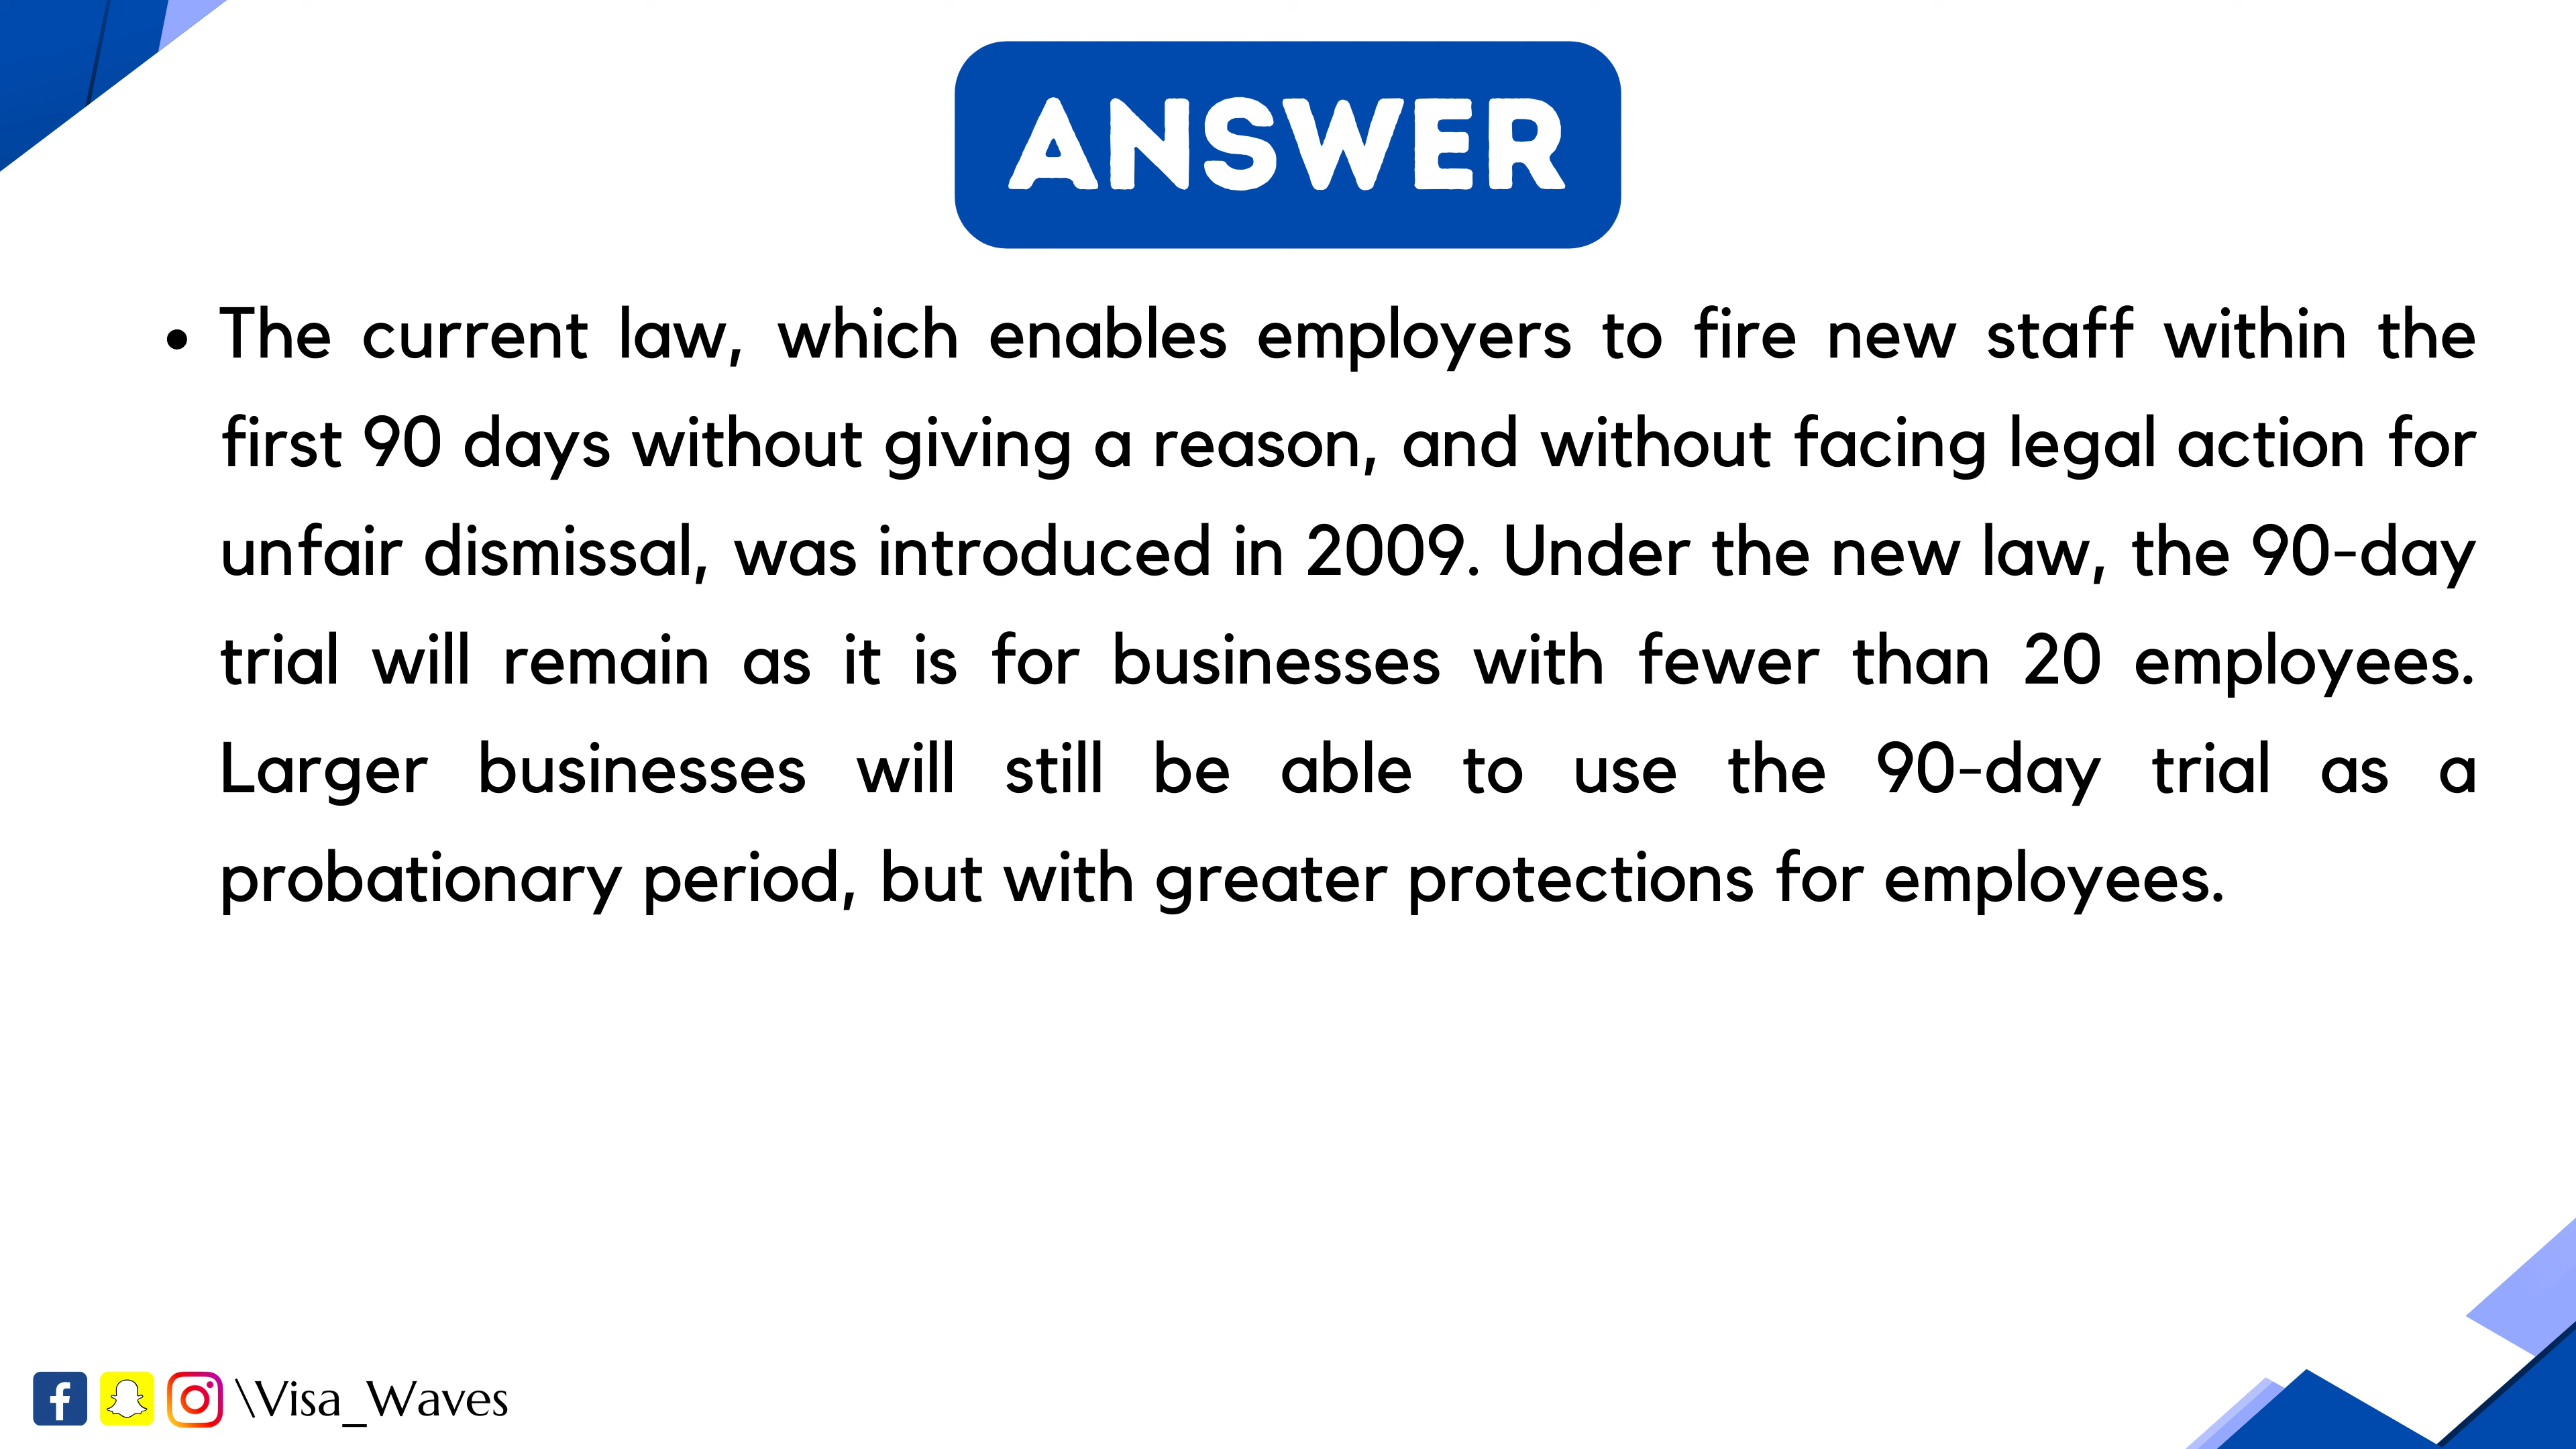 ANSWER
• The current law, which enables employers to fire new staff within the
first 90 days without giving a reason, and without facing legal action for
unfair dismissal, was introduced in 2009. Under the new law, the 90-day
trial will remain as it is for businesses with fewer than 20 employees.
Larger businesses will still be able to use the 90-day trial as a
probationary period, but with greater protections for employees.
\Visa_Waves